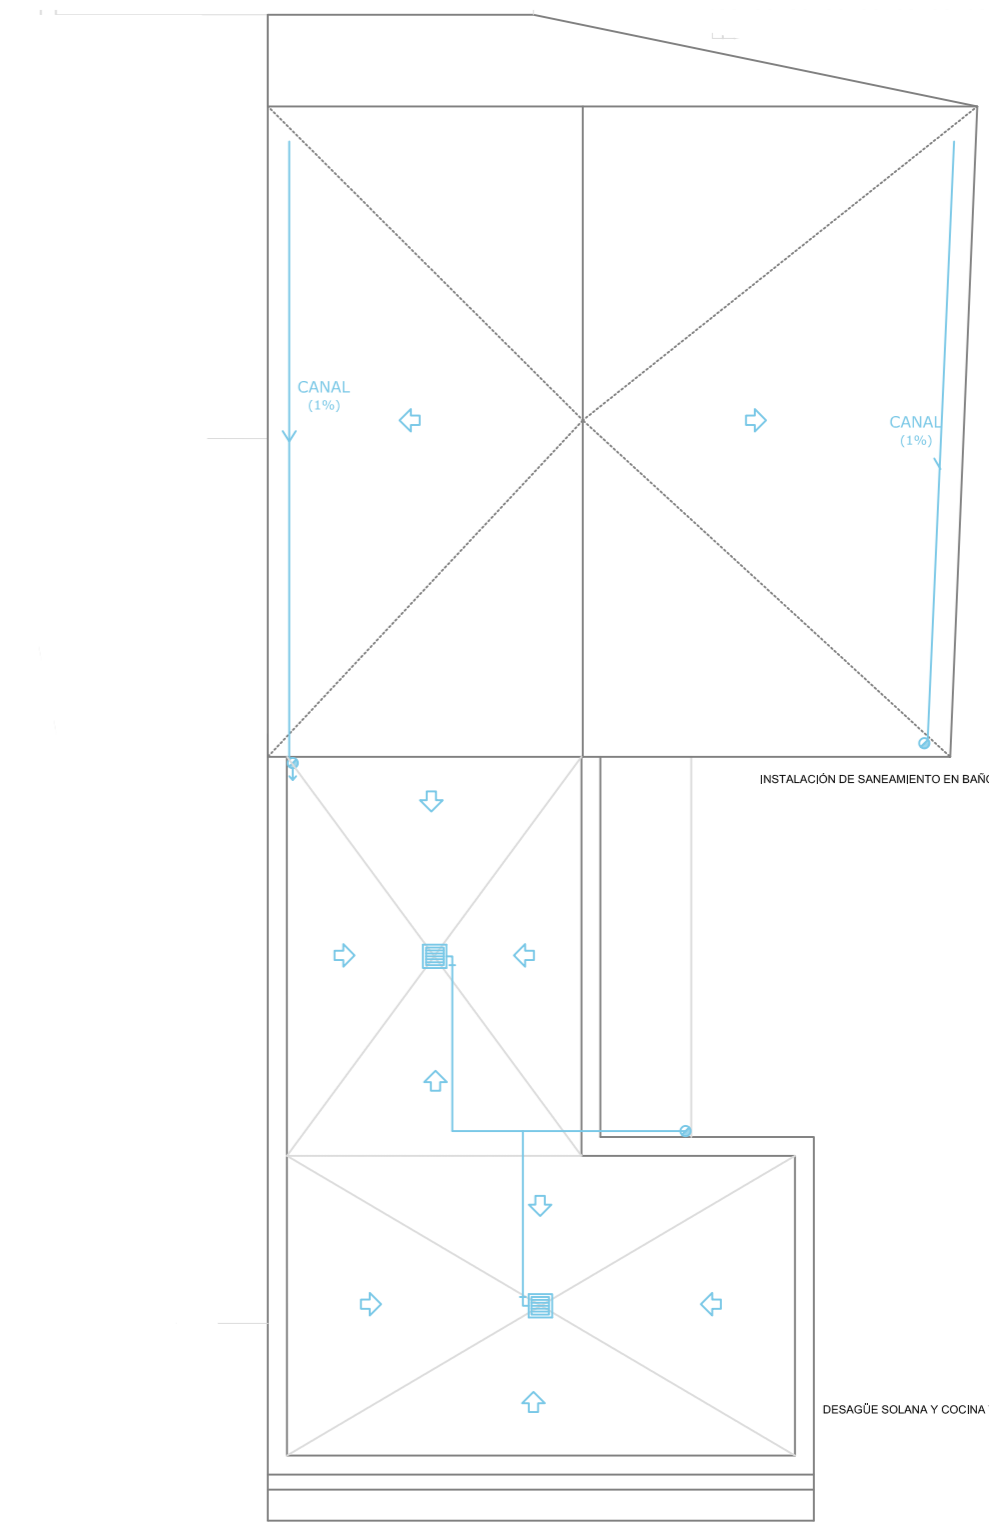 CANAL
(1%)
CANAL
(1%)
INSTALACIÓN DE SANEAMIENTO EN BAÑ
DESAGÜE SOLANA Y COCINA